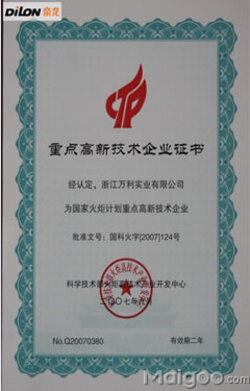 DiLON 帝龙
重点高新技术企业证书
经认定，浙江万利实业有限公司
为国家火炬计划重点高新技术企业
批准文号：国科火字[2007]124号
科学技术部火炬高技术产业开发中心
二〇〇七年
No.Q20070380
有效期二年
Maigoo.com